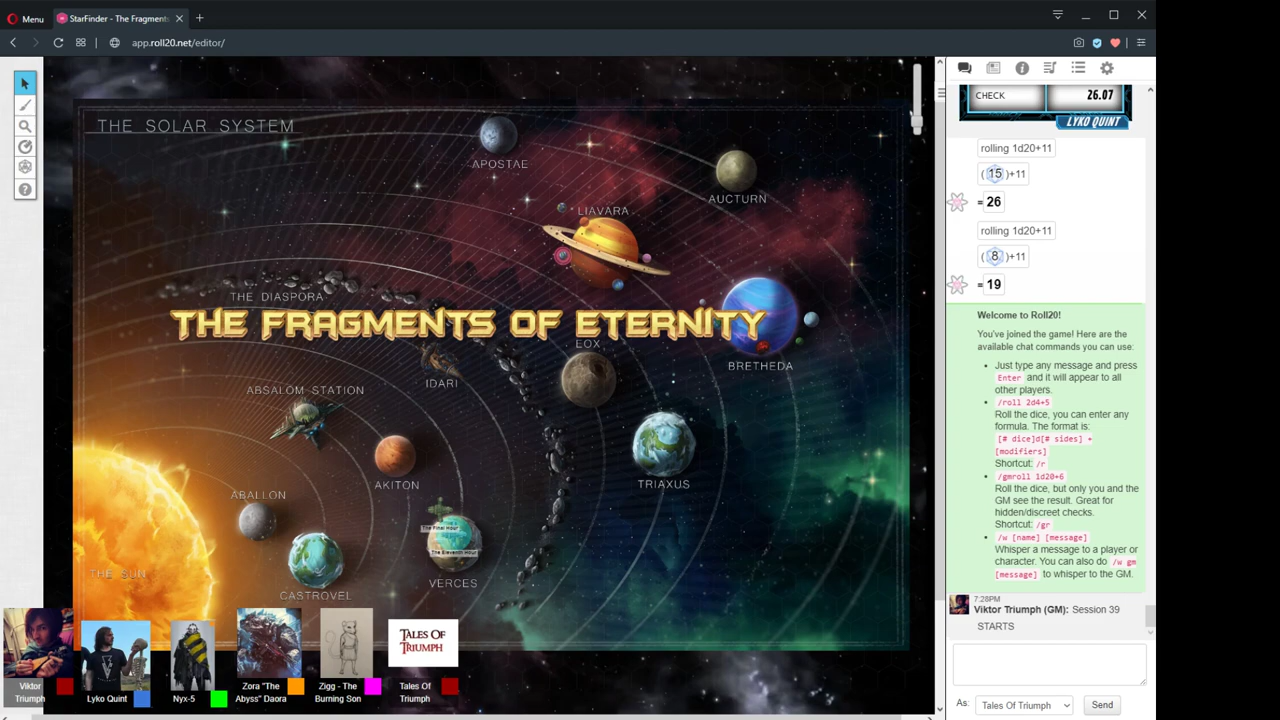 Menu
StarFinder - The Fragments
app.roll20.net/editor/
THE SOLAR SYSTEM
APOSTAE
AUCTURN
LIAVARA
THE DIASPORA
THE FRAGMENTS OF ETERNITY
EOX
BRETHEDA
IDARI
ABSALOM STATION
AKITON
TRIAXUS
ABALLON
The Final Hour
The Eleventh Hour
VERCES
THE SUN
CASTROVEL
TALES OF
TRIUMPH
Viktor
Triumph
Lyko Quint
Nyx-5
Zora "The
Abyss" Daora
Zigg - The
Burning Son
Tales Of
Triumph
CHECK 26.07
LYKO QUINT
rolling 1d20+11
(15)+11
=26
rolling 1d20+11
(8)+11
=19
Welcome to Roll20!
You've joined the game! Here are the
available chat commands you can use:
Just type any message and press
Enter and it will appear to all
other players.
/roll 2d4+5
Roll the dice, you can enter any
formula. The format is:
[# dice]d[# sides] +
[modifiers]
Shortcut: /r
/gmroll 1d20+6
Roll the dice, but only you and the
GM see the result. Great for
hidden/discreet checks.
Shortcut: /gr
/w [name] [message]
Whisper a message to a player or
character. You can also do /w gm
[message] to whisper to the GM.
7:28PM
Viktor Triumph (GM): Session 39
STARTS
As: Tales Of Triumph Send